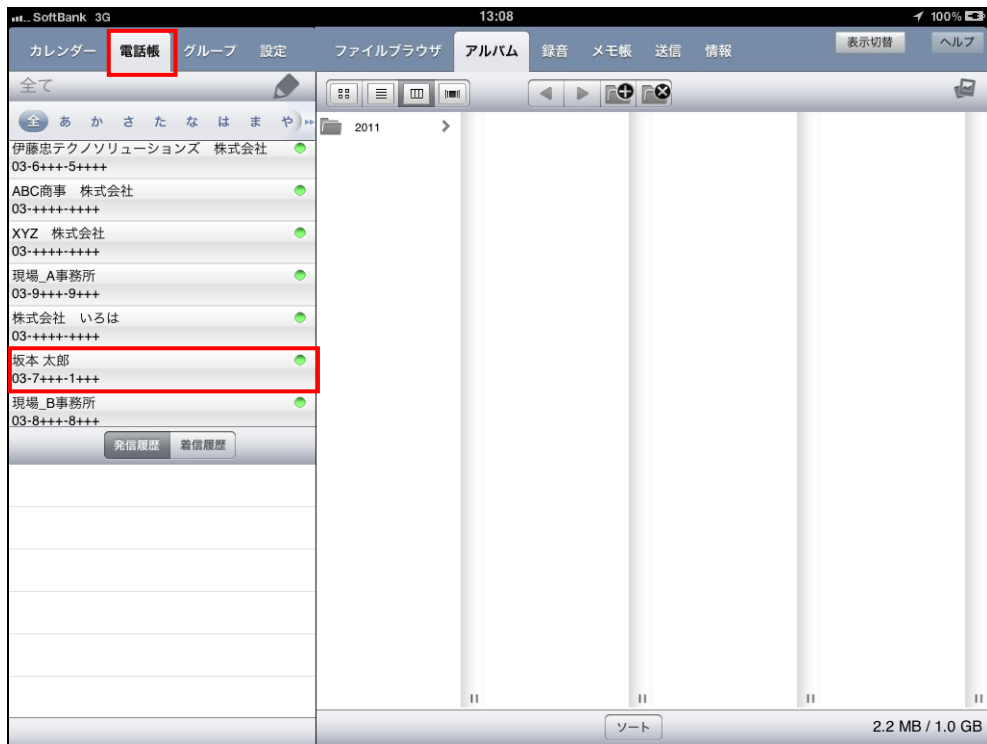 SoftBank 3G 13:08 100%
カレンダー 電話帳 グループ 設定 ファイルブラウザ アルバム 録音 メモ帳 送信 情報 表示切替 ヘルプ
全て
全 あ か さ た な は ま や
2011
伊藤忠テクノソリューションズ 株式会社
03-6+++-5++++
ABC商事 株式会社
03-++++-++++
XYZ 株式会社
03-++++-++++
現場_A事務所
03-9+++-9+++
株式会社 いろは
03-++++-++++
坂本 太郎
03-7+++-1+++
現場_B事務所
03-8+++-8+++
発信履歴 着信履歴
ソート 2.2 MB / 1.0 GB